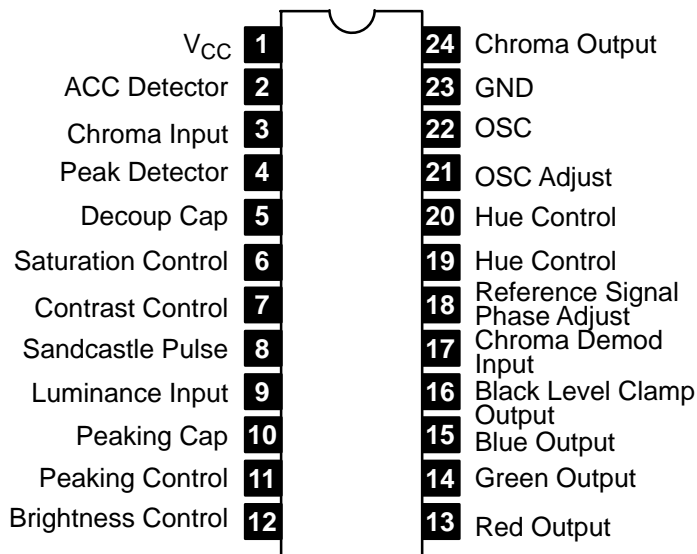 V_CC 1
ACC Detector 2
Chroma Input 3
Peak Detector 4
Decoup Cap 5
Saturation Control 6
Contrast Control 7
Sandcastle Pulse 8
Luminance Input 9
Peaking Cap 10
Peaking Control 11
Brightness Control 12
24 Chroma Output
23 GND
22 OSC
21 OSC Adjust
20 Hue Control
19 Hue Control
18 Reference Signal
Phase Adjust
17 Chroma Demod
Input
16 Black Level Clamp
Output
15 Blue Output
14 Green Output
13 Red Output